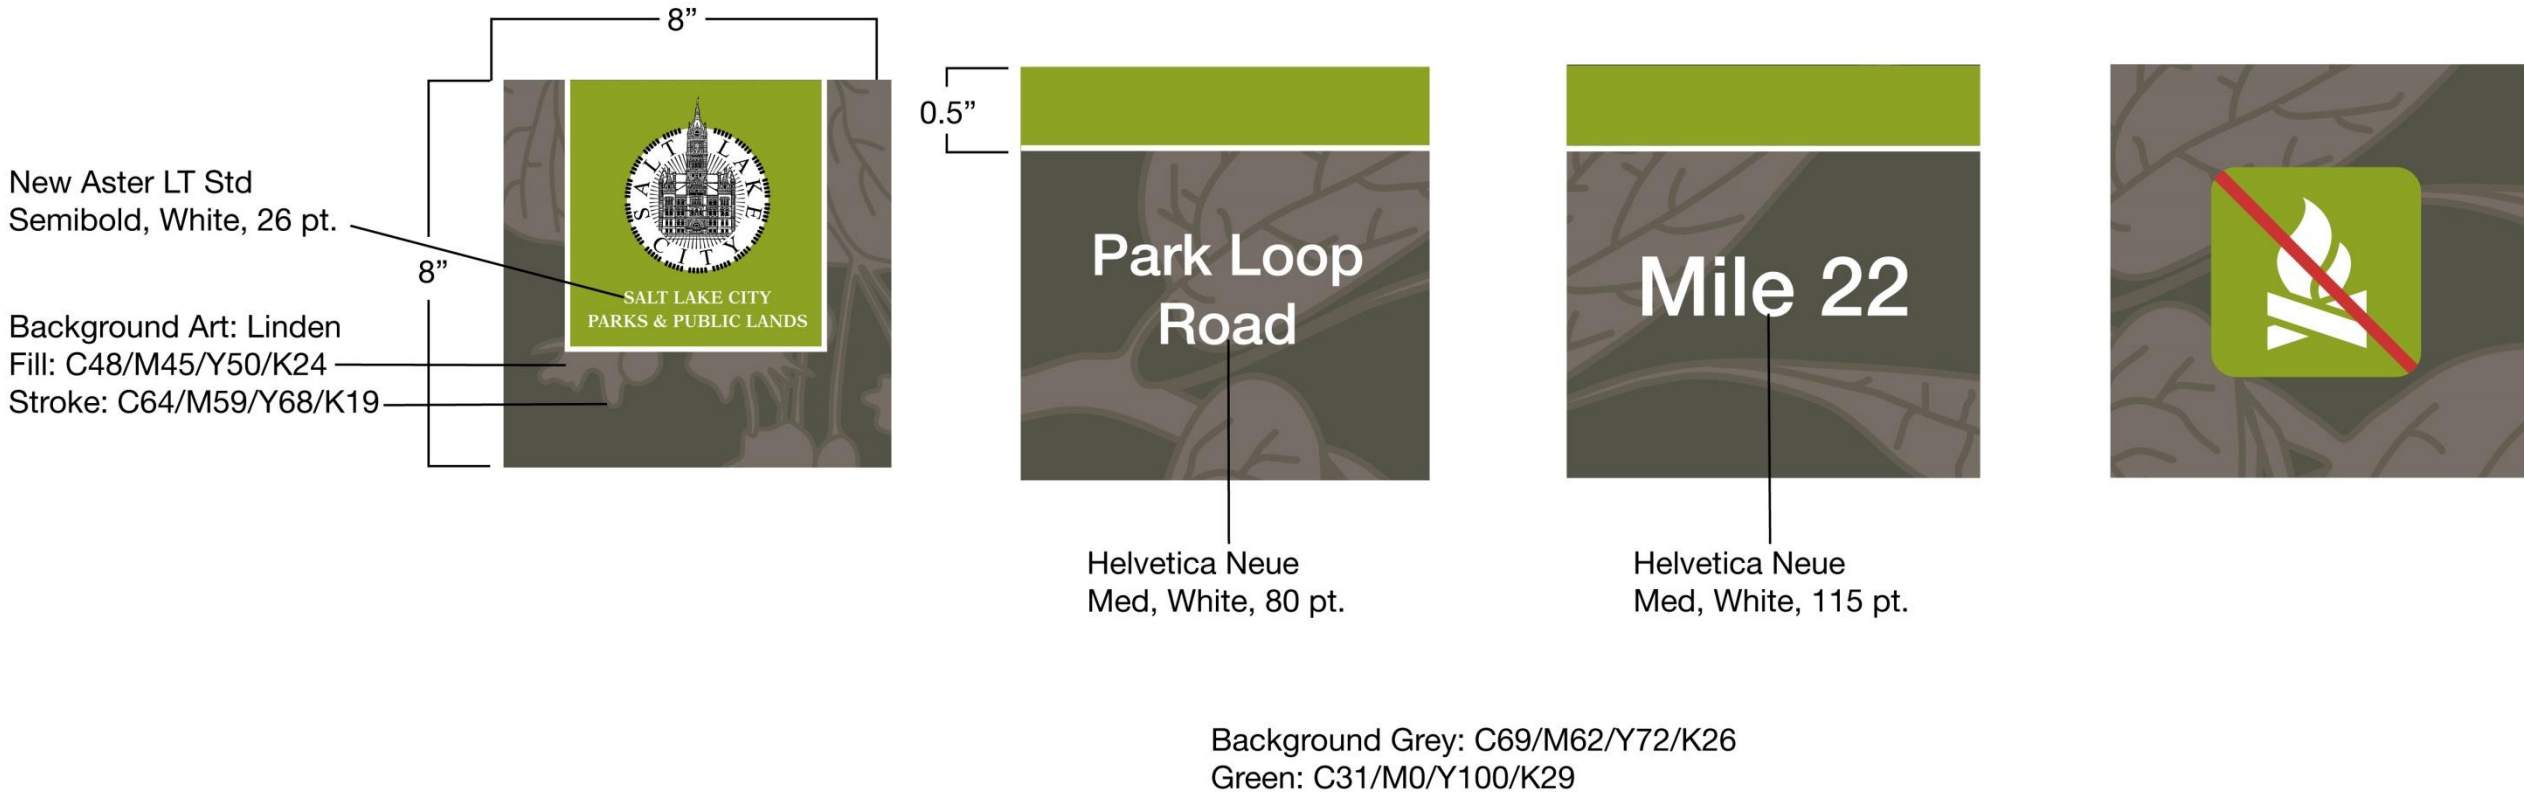 8”
8”
New Aster LT Std
Semibold, White, 26 pt.
Background Art: Linden
Fill: C48/M45/Y50/K24
Stroke: C64/M59/Y68/K19
SALT LAKE CITY
SALT LAKE CITY
PARKS & PUBLIC LANDS
0.5”
Park Loop
Road
Helvetica Neue
Med, White, 80 pt.
Mile 22
Helvetica Neue
Med, White, 115 pt.
Background Grey: C69/M62/Y72/K26
Green: C31/M0/Y100/K29